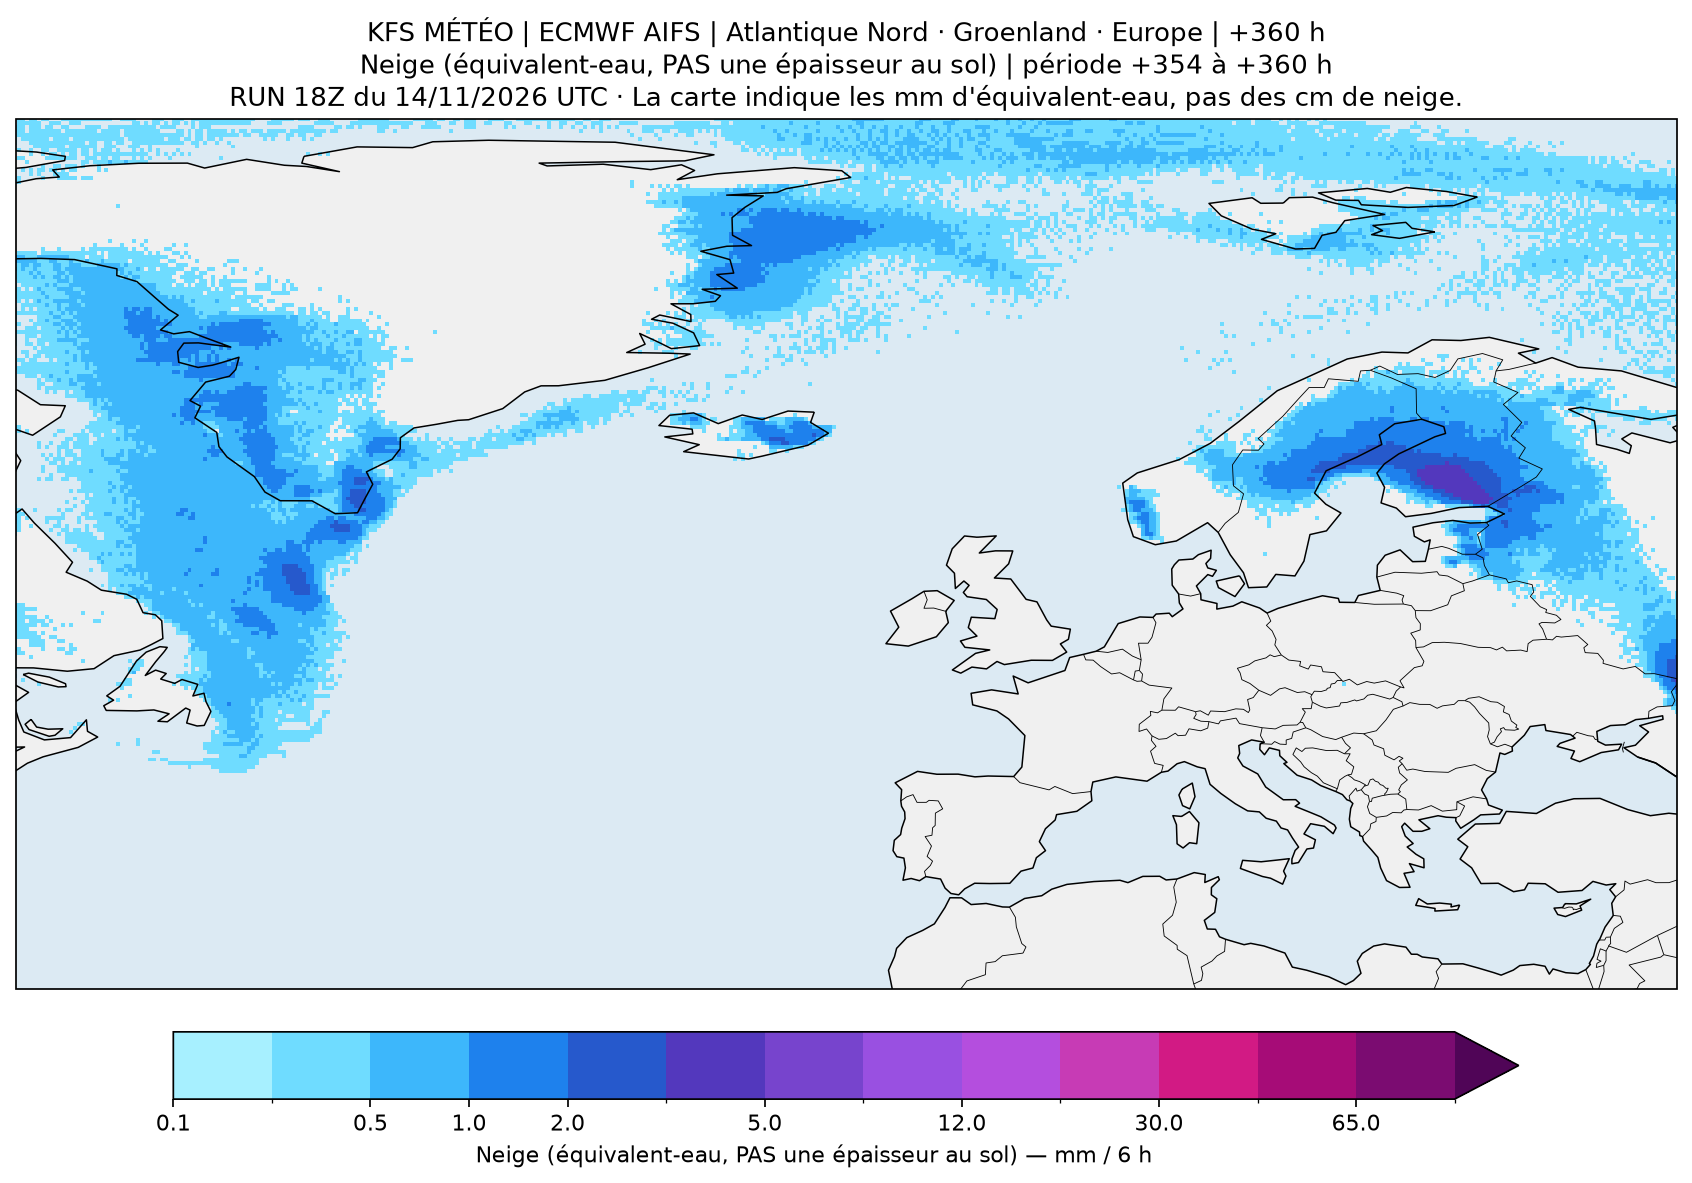 KFS MÉTÉO | ECMWF AIFS | Atlantique Nord · Groenland · Europe | +360 h
Neige (équivalent-eau, PAS une épaisseur au sol) | période +354 à +360 h
RUN 18Z du 14/11/2026 UTC · La carte indique les mm d'équivalent-eau, pas des cm de neige.
0.1 0.5 1.0 2.0 5.0 12.0 30.0 65.0
Neige (équivalent-eau, PAS une épaisseur au sol) — mm / 6 h